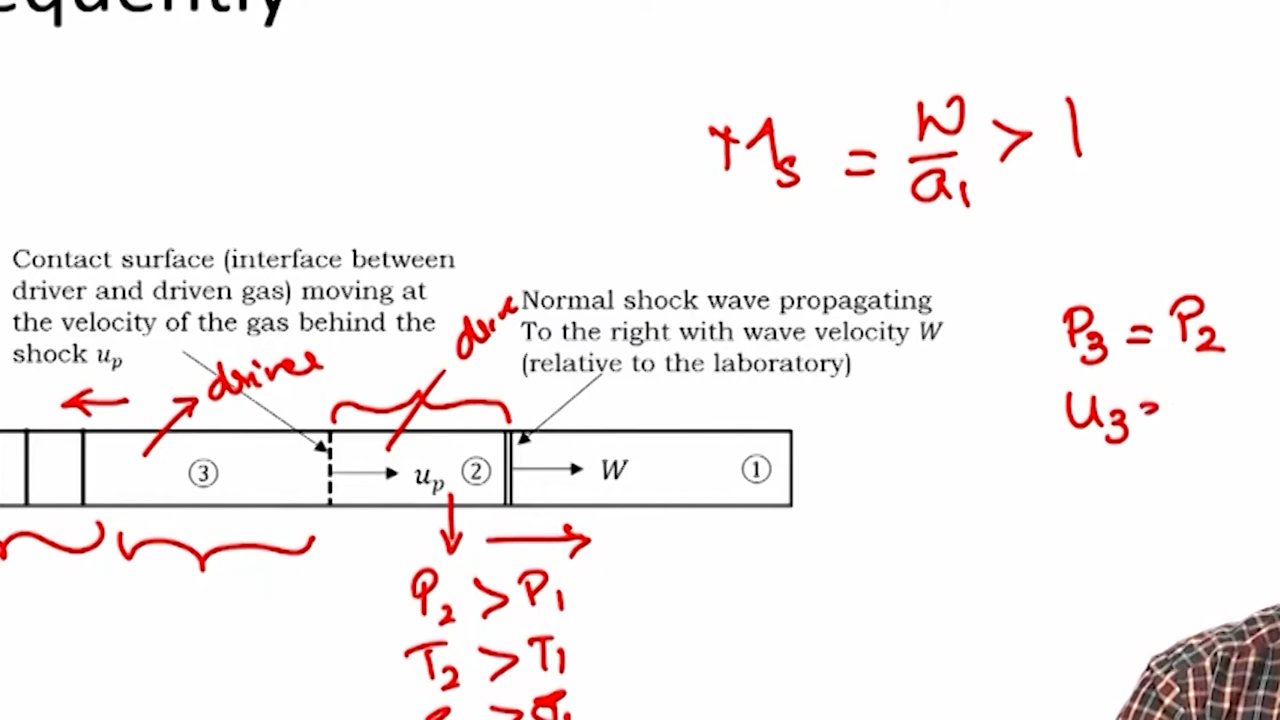 equently
M_s = W/a_1 > 1
Contact surface (interface between
driver and driven gas) moving at
the velocity of the gas behind the
shock u_p
Normal shock wave propagating
To the right with wave velocity W
(relative to the laboratory)
driver
P_3 = P_2
u_3 =
③
u_p
②
W
①
P_2 > P_1
T_2 > T_1